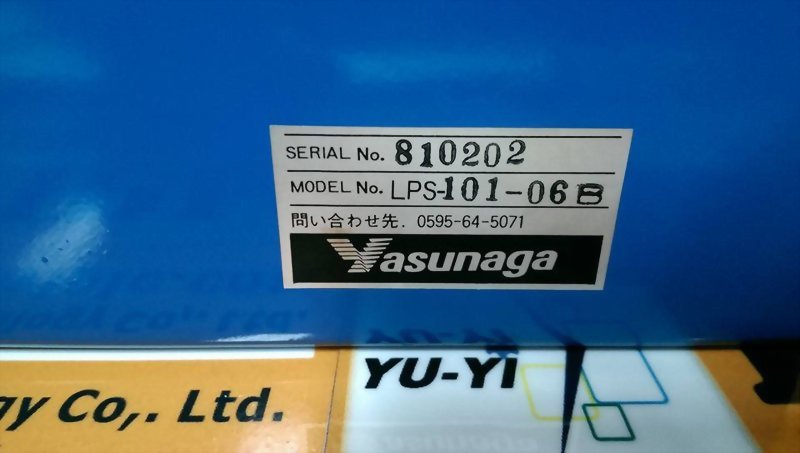 SERIAL No. 810202
MODEL No. LPS-101-06B
問い合わせ先. 0595-64-5071
Yasunaga
YU-YI
gy Co,. Ltd.